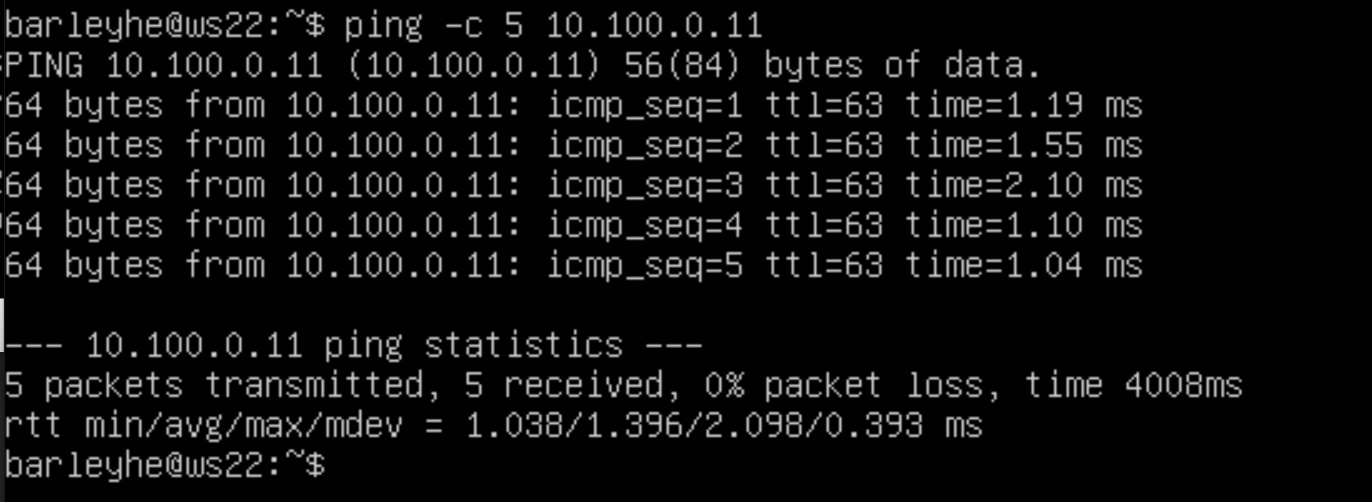 barleyhe@ws22:~$ ping -c 5 10.100.0.11
PING 10.100.0.11 (10.100.0.11) 56(84) bytes of data.
64 bytes from 10.100.0.11: icmp_seq=1 ttl=63 time=1.19 ms
64 bytes from 10.100.0.11: icmp_seq=2 ttl=63 time=1.55 ms
64 bytes from 10.100.0.11: icmp_seq=3 ttl=63 time=2.10 ms
64 bytes from 10.100.0.11: icmp_seq=4 ttl=63 time=1.10 ms
64 bytes from 10.100.0.11: icmp_seq=5 ttl=63 time=1.04 ms

--- 10.100.0.11 ping statistics ---
5 packets transmitted, 5 received, 0% packet loss, time 4008ms
rtt min/avg/max/mdev = 1.038/1.396/2.098/0.393 ms
barleyhe@ws22:~$